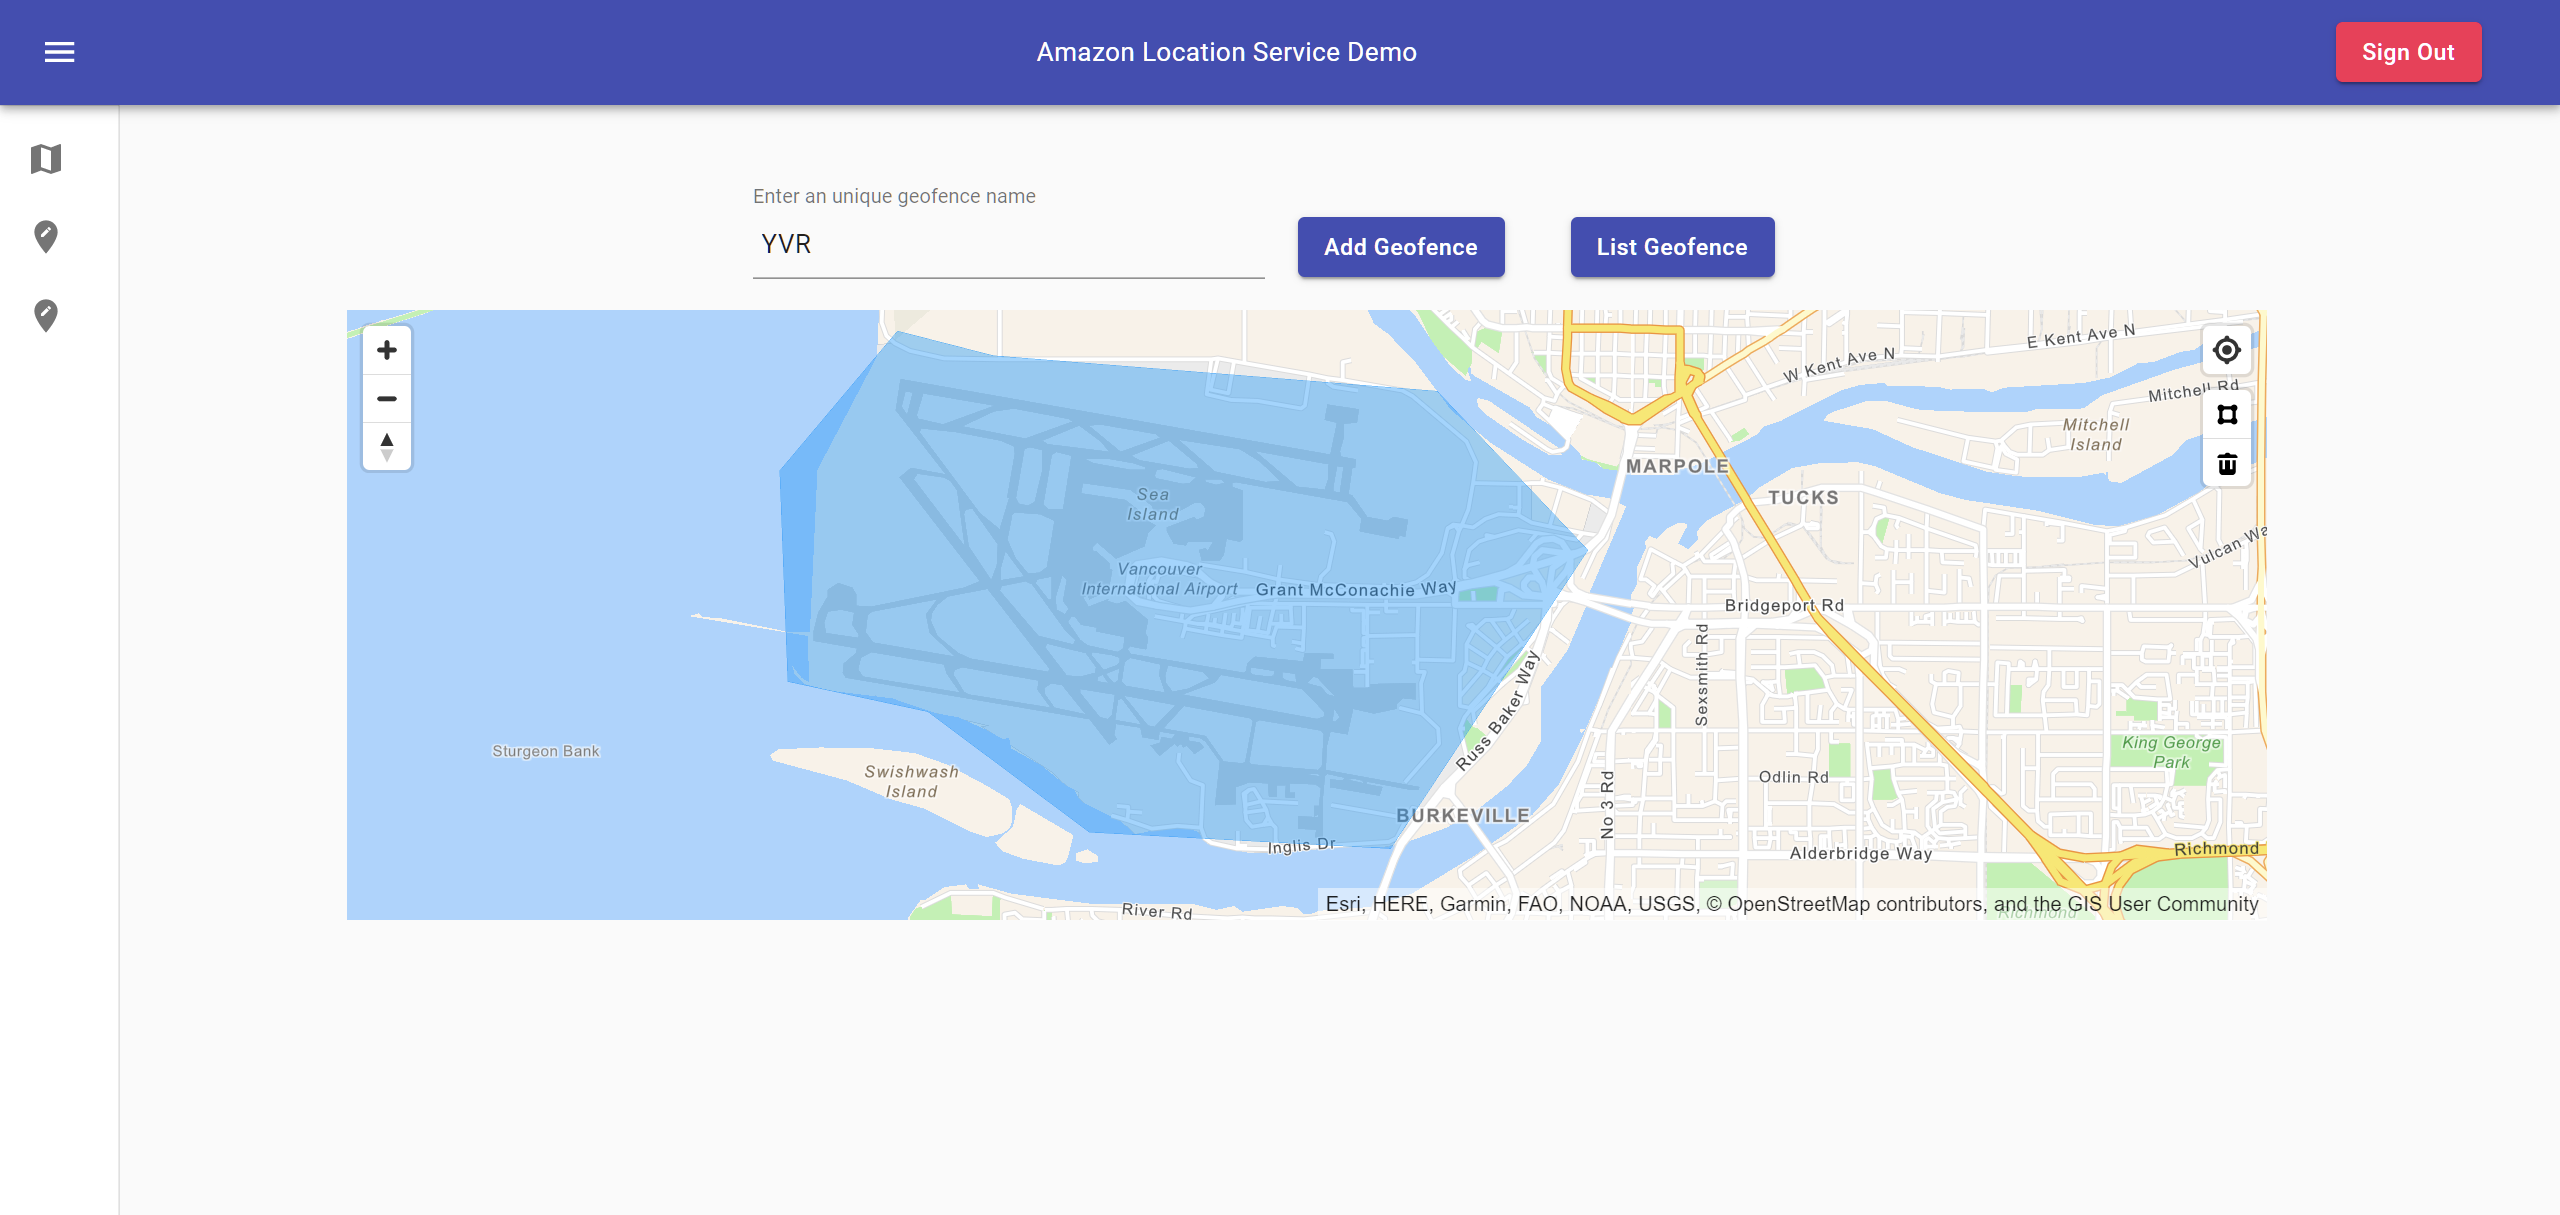 Amazon Location Service Demo
Sign Out
Enter an unique geofence name
YVR
Add Geofence
List Geofence
E Kent Ave N
W Kent Ave N
Mitchell Rd
Mitchell
Island
MARPOLE
TUCKS
Sea
Island
Vulcan Wa
Vancouver
International Airport
Grant McConachie Way
Bridgeport Rd
Sexsmith Rd
Russ Baker Way
Sturgeon Bank
King George
Park
Swishwash
Island
Odlin Rd
No 3 Rd
BURKEVILLE
Inglis Dr
Alderbridge Way
Richmond
River Rd
Richmond
Esri, HERE, Garmin, FAO, NOAA, USGS, © OpenStreetMap contributors, and the GIS User Community